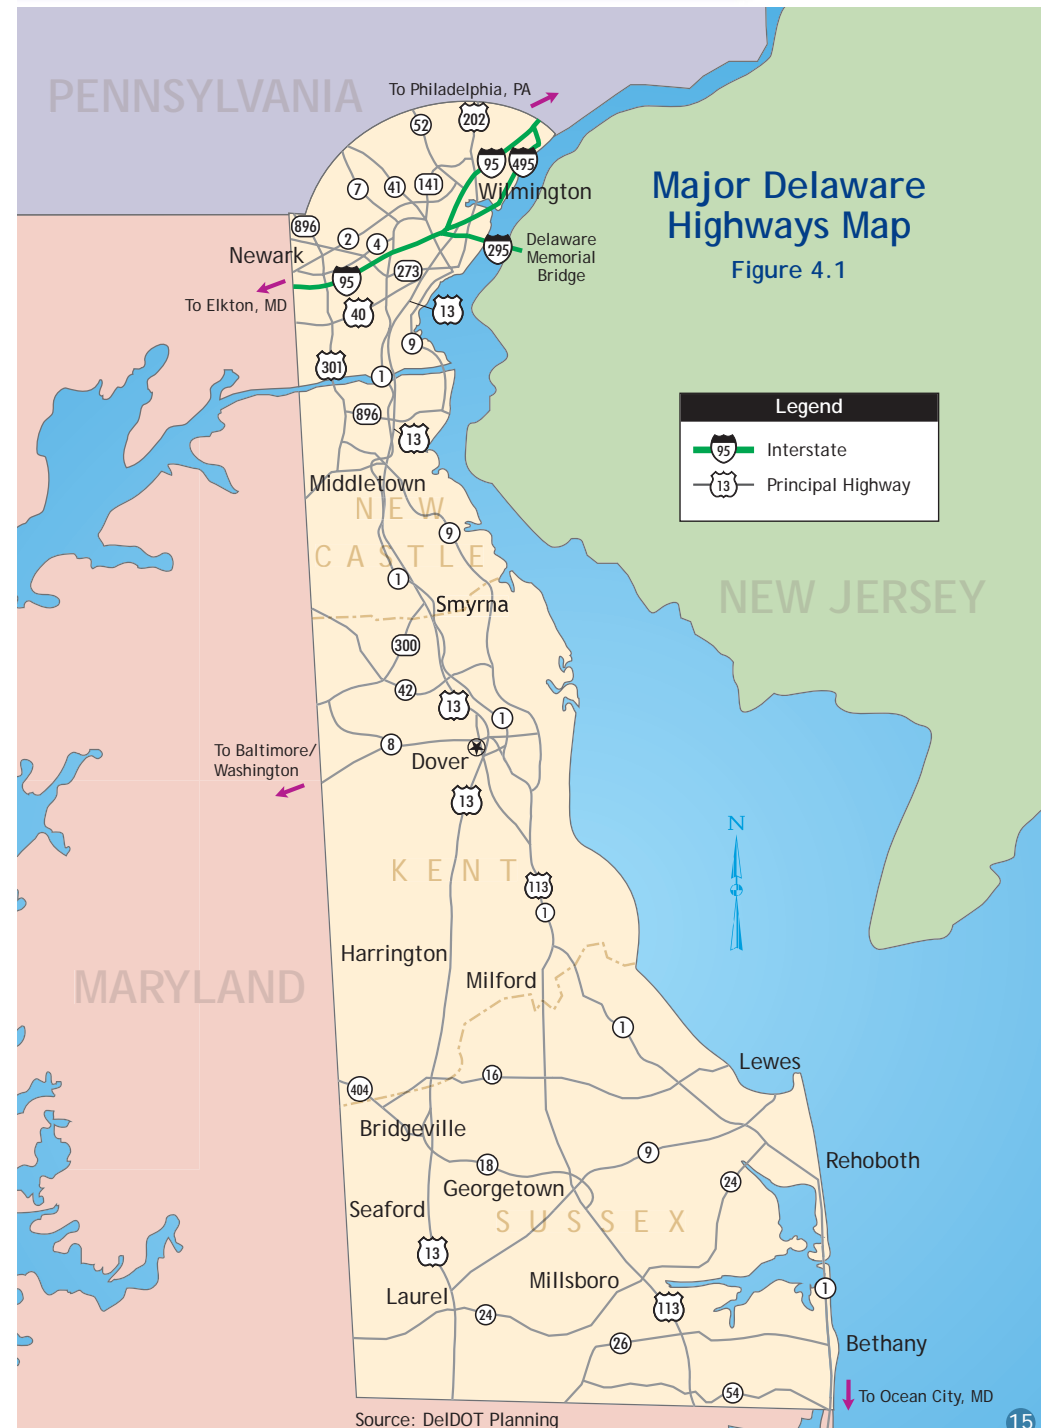 PENNSYLVANIA
To Philadelphia, PA
52
202
95
495
7
41
141
Wilmington
Major Delaware
Highways Map
Figure 4.1
896
2
4
295
Delaware
Memorial
Bridge
Newark
95
273
To Elkton, MD
40
13
9
301
1
896
13
Legend
95 Interstate
13 Principal Highway
Middletown
NEW
CASTLE
9
1
Smyrna
NEW JERSEY
300
42
13
1
8
To Baltimore/
Washington
Dover
13
N
KENT
113
1
Harrington
Milford
MARYLAND
1
Lewes
404
16
Bridgeville
9
Rehoboth
18
24
Georgetown
Seaford
SUSSEX
13
Millsboro
1
Laurel
113
24
26
Bethany
54
To Ocean City, MD
Source: DelDOT Planning
15